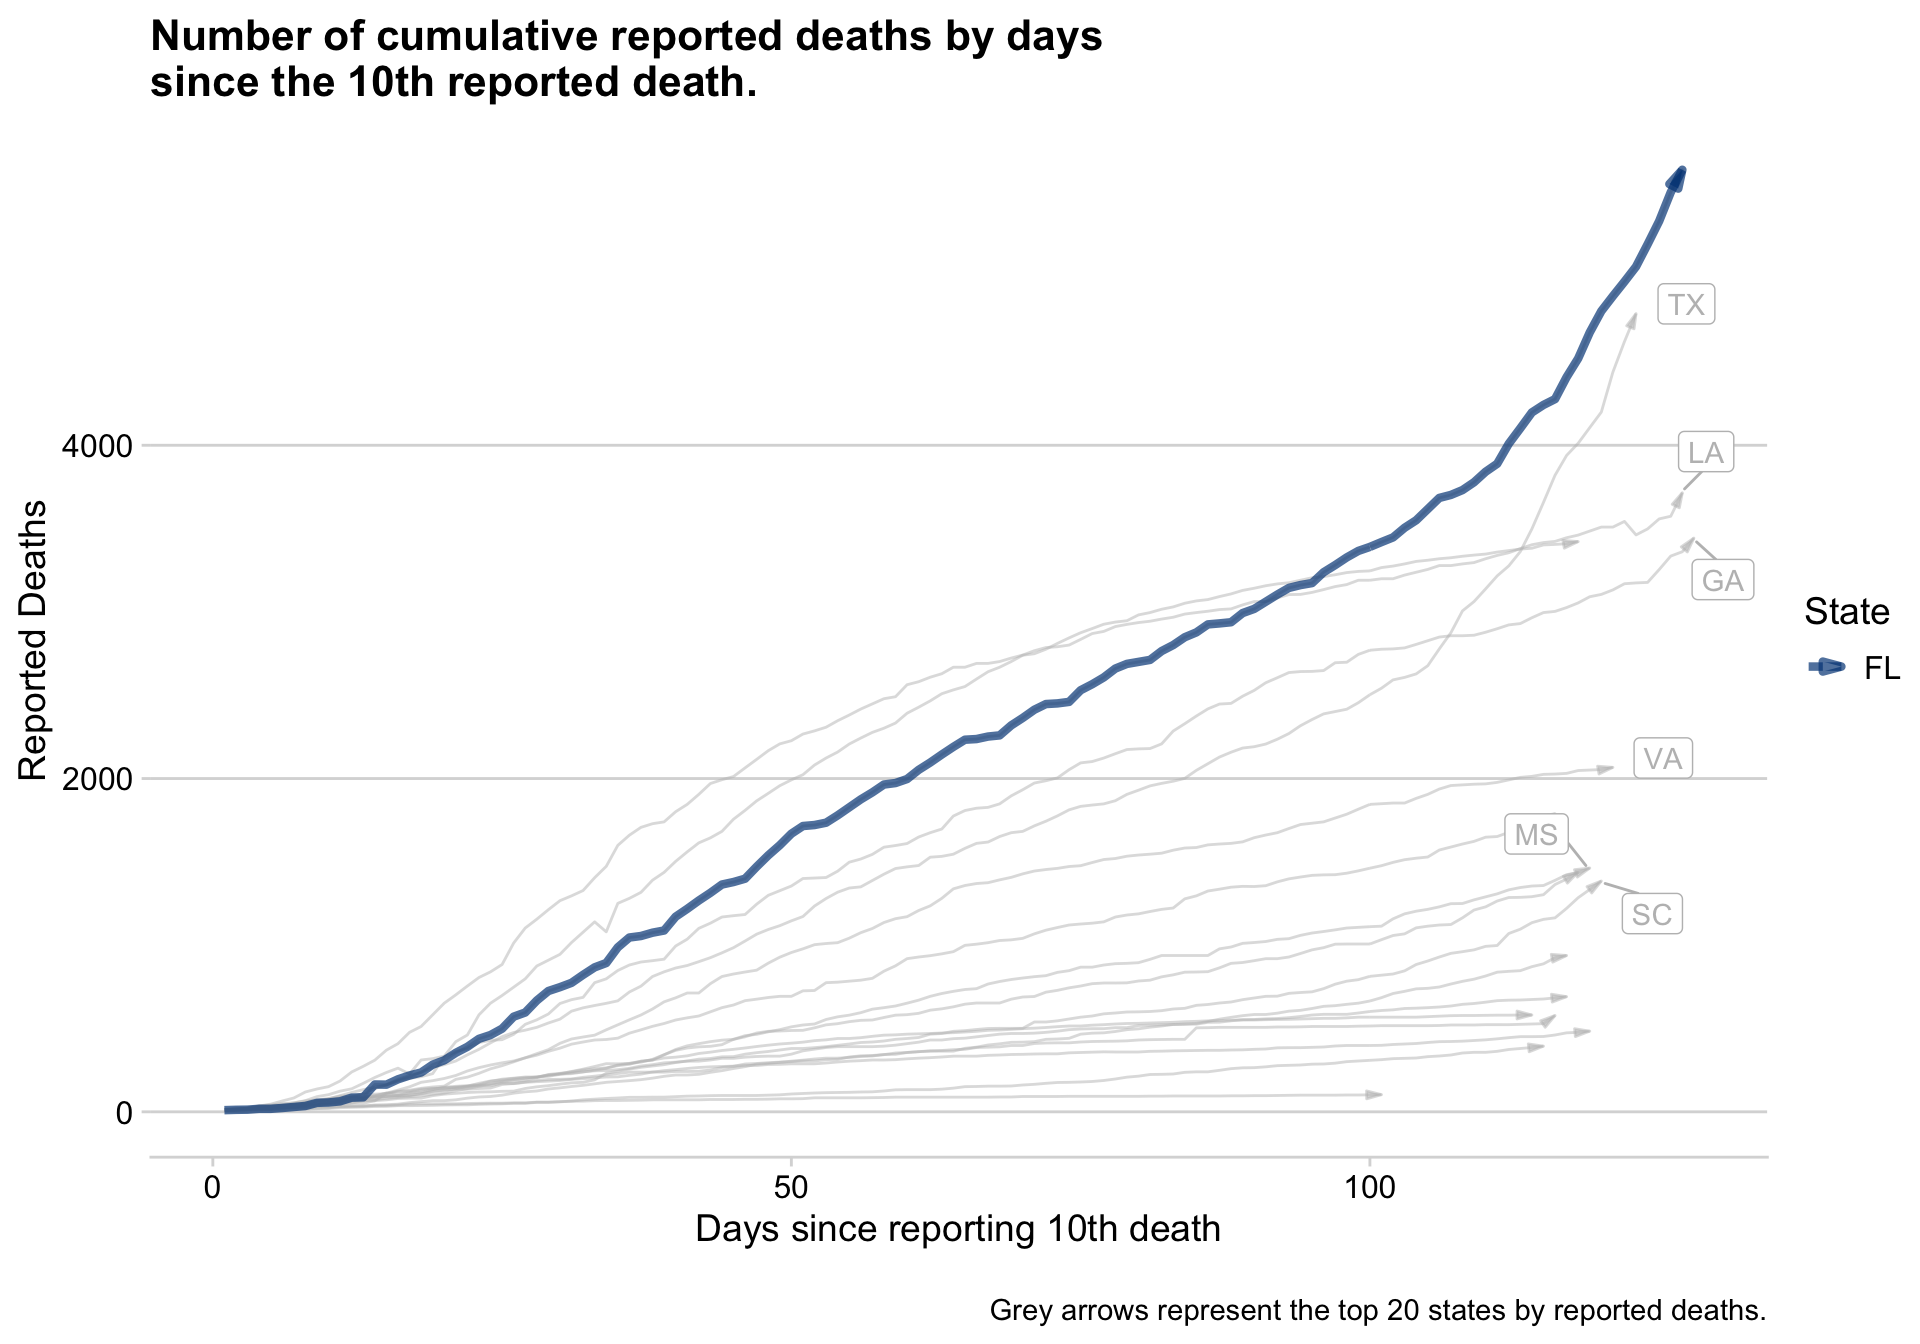 Number of cumulative reported deaths by days
since the 10th reported death.
TX
4000
LA
GA
Reported Deaths
State
FL
VA
2000
MS
SC
0
0 50 100
Days since reporting 10th death
Grey arrows represent the top 20 states by reported deaths.